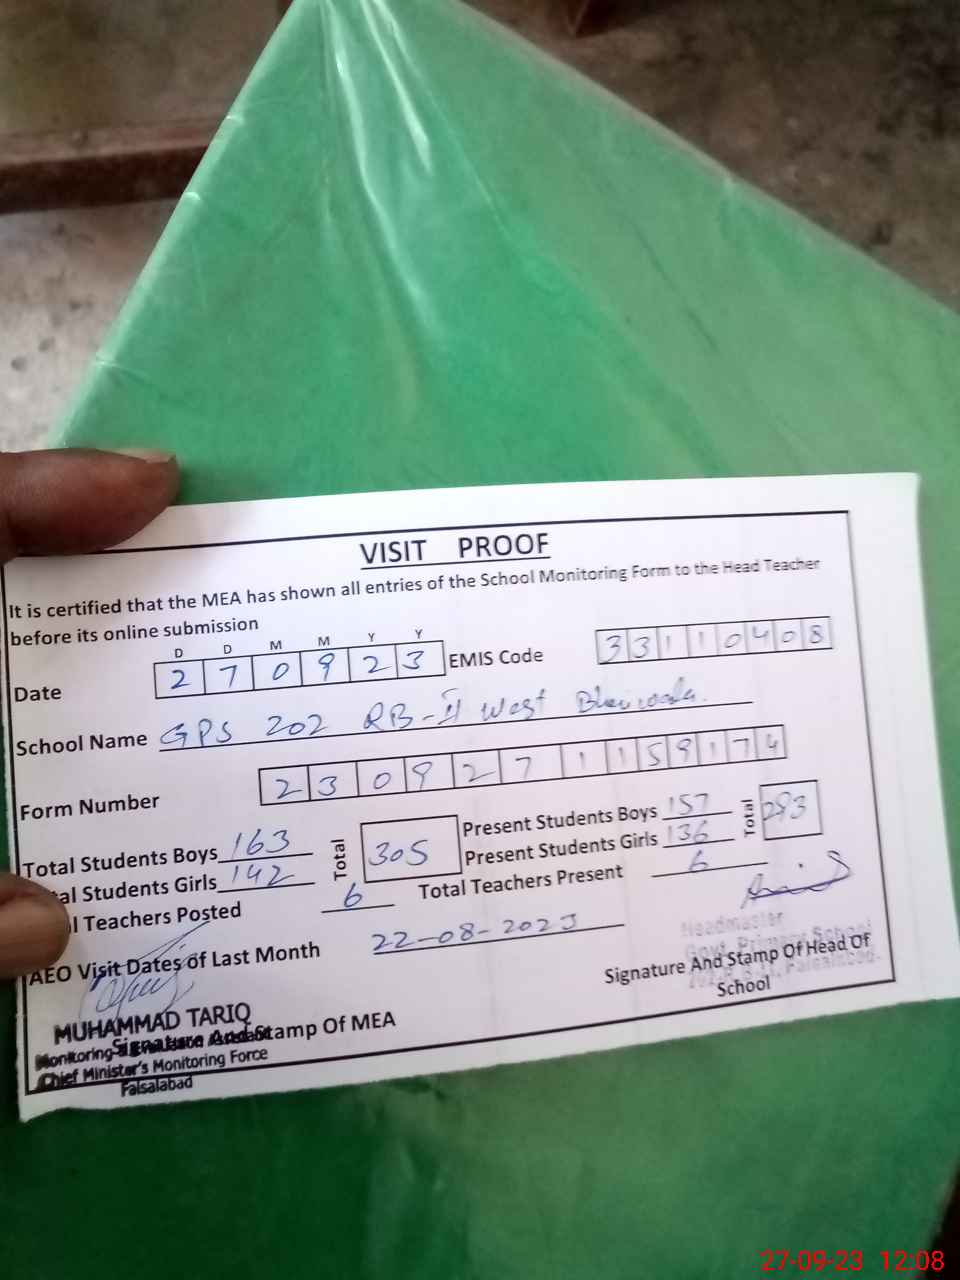 VISIT PROOF
It is certified that the MEA has shown all entries of the School Monitoring Form to the Head Teacher
before its online submission
D D M M Y Y
Date 2 7 0 9 2 3 EMIS Code 3 3 1 1 0 4 0 8
School Name GPS 202 RB-II West
Form Number 2 3 0 9 2 7 1 1 5 9 1 7 4
Total Students Boys 163 Total 305 Present Students Boys 157 Total 293
al Students Girls 142 Present Students Girls 136
l Teachers Posted 6 Total Teachers Present 6
AEO Visit Dates of Last Month 22-08-2023
Headmaster
Govt. Primary School
Faisalabad.
Signature And Stamp Of Head Of
School
MUHAMMAD TARIQ
Signature And Stamp Of MEA
Monitoring
Chief Minister's Monitoring Force
Faisalabad
27-09-23 12:08